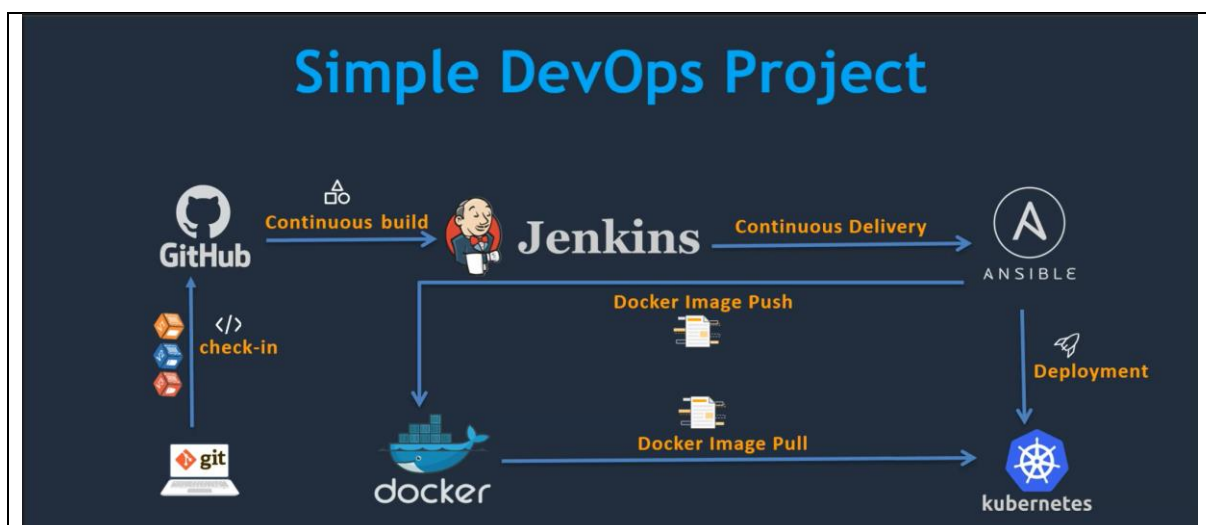 Simple DevOps Project
GitHub
Continuous build
Jenkins
Continuous Delivery
ANSIBLE
Docker Image Push
</>
check-in
Deployment
git
docker
Docker Image Pull
kubernetes